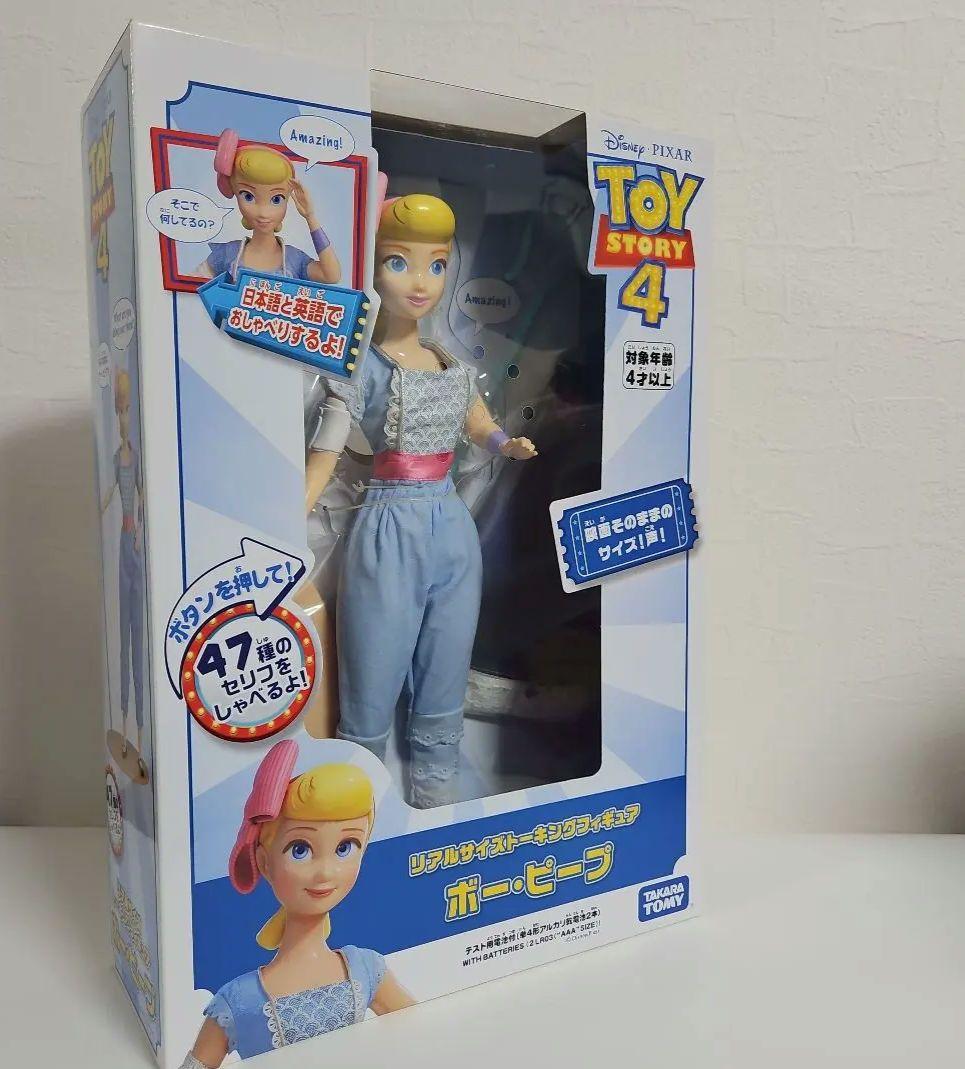 Amazing!
そこで
何してるの?
日本語と英語で
おしゃべりするよ!
Disney · PIXAR
TOY
STORY
4
対象年齢
4才以上
Amazing!
映画そのままの
サイズ!声!
ボタンを押して!
47種の
セリフを
しゃべるよ!
リアルサイズトーキングフィギュア
ボー・ピープ
テスト用電池付(単4形アルカリ乾電池2本)
WITH BATTERIES (2 LR03 ("AAA" SIZE))
©Disney/Pixar
TAKARA
TOMY
TOY
4